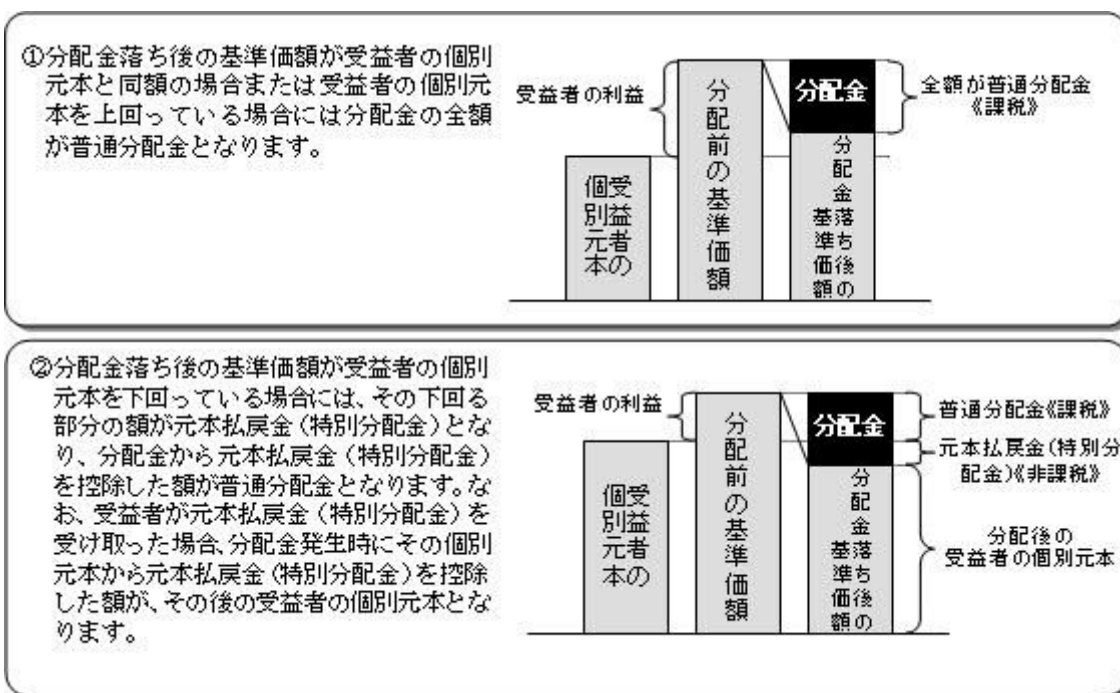 ①分配金落ち後の基準価額が受益者の個別
元本と同額の場合または受益者の個別元
本を上回っている場合には分配金の全額
が普通分配金となります。
受益者の利益
個別元本の
受益者の
分配前の基準価額
分配金
分配金落ち後の
基準価額
全額が普通分配金
《課税》
②分配金落ち後の基準価額が受益者の個別
元本を下回っている場合には、その下回る
部分の額が元本払戻金(特別分配金)とな
り、分配金から元本払戻金(特別分配金)
を控除した額が普通分配金となります。な
お、受益者が元本払戻金(特別分配金)を
受け取った場合、分配金発生時にその個別
元本から元本払戻金(特別分配金)を控除
した額が、その後の受益者の個別元本とな
ります。
受益者の利益
受益者の
個別元本
分配前の基準価額
分配金
分配金落ち後の
基準価額
普通分配金《課税》
元本払戻金(特別分
配金)《非課税》
分配後の
受益者の個別元本